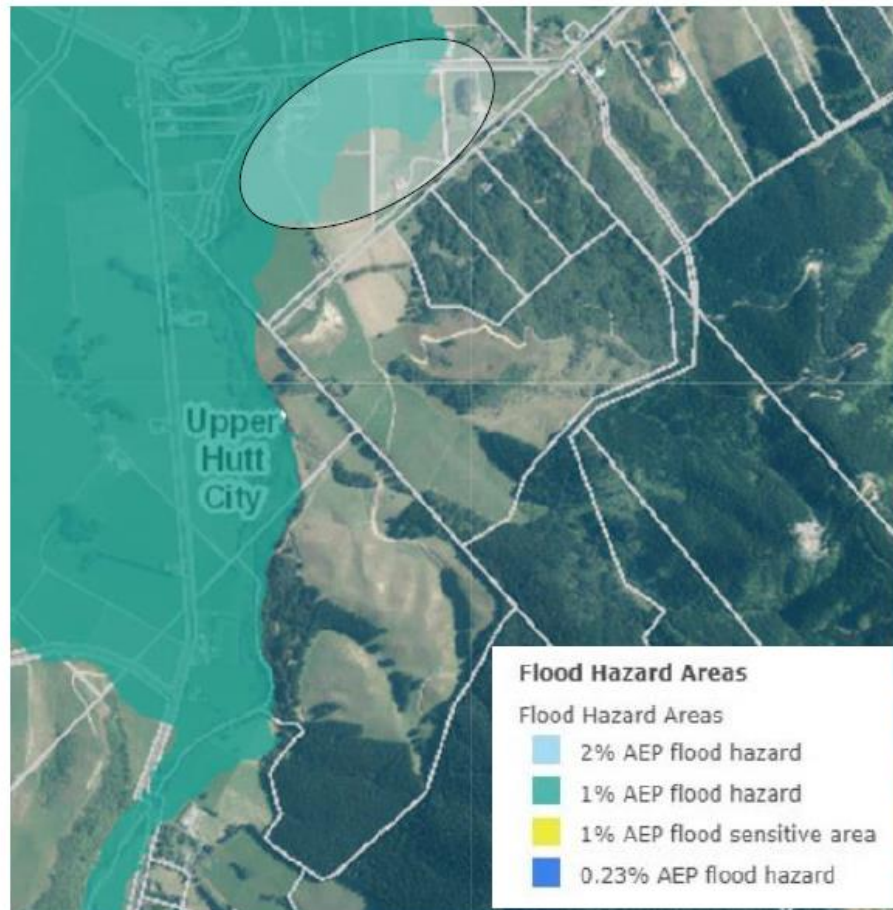 Upper
Hutt
City
Flood Hazard Areas
Flood Hazard Areas
2% AEP flood hazard
1% AEP flood hazard
1% AEP flood sensitive area
0.23% AEP flood hazard